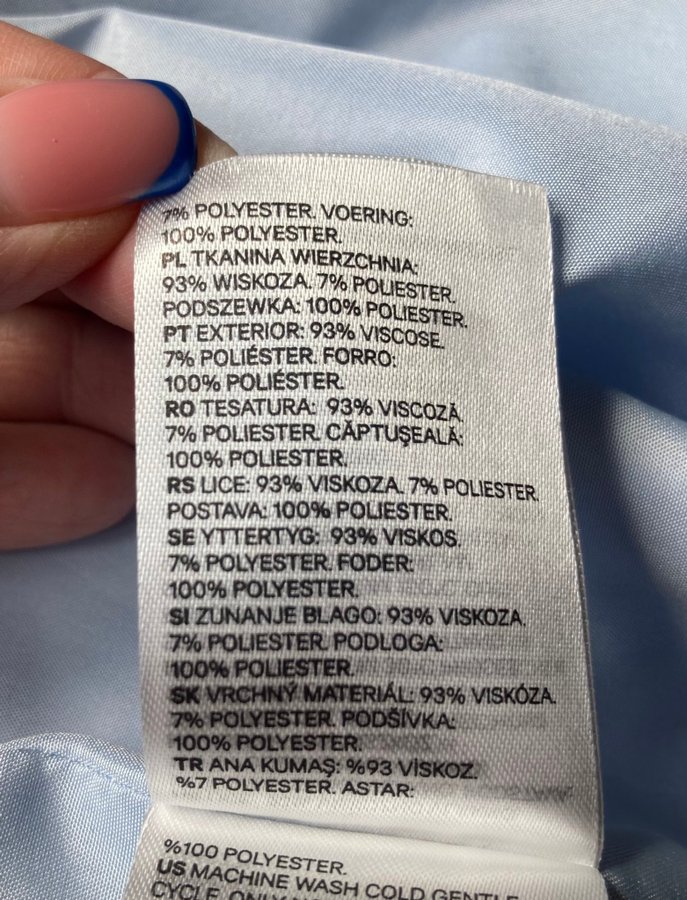 7% POLYESTER. VOERING:
100% POLYESTER.
PL TKANINA WIERZCHNIA:
93% WISKOZA. 7% POLIESTER.
PODSZEWKA: 100% POLIESTER.
PT EXTERIOR: 93% VISCOSE.
7% POLIÉSTER. FORRO:
100% POLIÉSTER.
RO TESATURA: 93% VISCOZĂ.
7% POLIESTER. CĂPTUŞEALĂ:
100% POLIESTER.
RS LICE: 93% VISKOZA. 7% POLIESTER.
POSTAVA: 100% POLIESTER.
SE YTTERTYG: 93% VISKOS.
7% POLYESTER. FODER:
100% POLYESTER.
SI ZUNANJE BLAGO: 93% VISKOZA.
7% POLIESTER. PODLOGA:
100% POLIESTER.
SK VRCHNÝ MATERIÁL: 93% VISKÓZA.
7% POLYESTER. PODŠÍVKA:
100% POLYESTER.
TR ANA KUMAŞ: %93 VİSKOZ.
%7 POLYESTER. ASTAR:
%100 POLYESTER.
US MACHINE WASH COLD GENTLE
CYCLE. ONLY